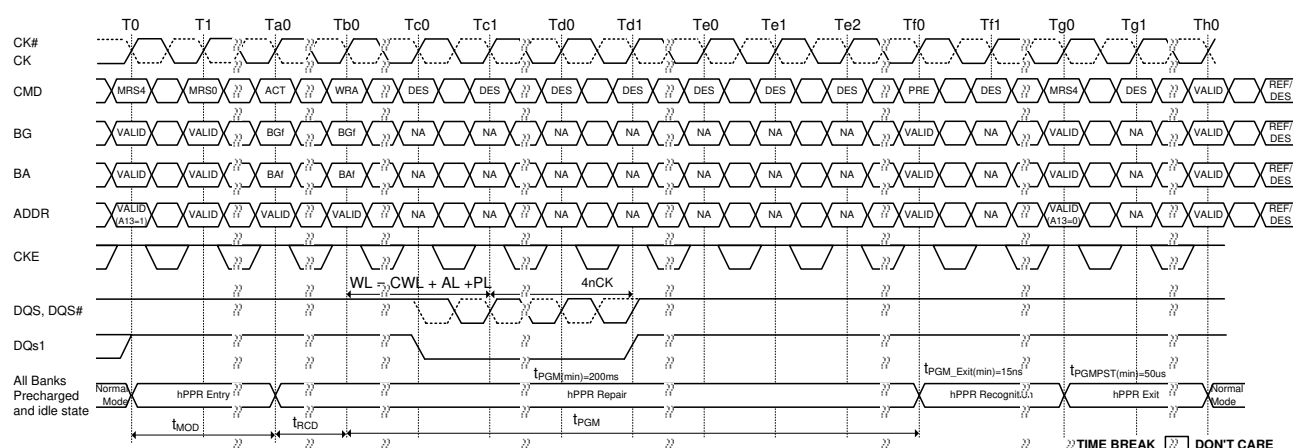 T0 T1 Ta0 Tb0 Tc0 Tc1 Td0 Td1 Te0 Te1 Te2 Tf0 Tf1 Tg0 Tg1 Th0
CK#
CK
CMD MRS4 MRS0 ACT WRA DES DES DES DES DES DES DES PRE DES MRS4 DES VALID REF/ DES
BG VALID VALID BGf BGf NA NA NA NA NA NA NA VALID NA VALID NA VALID REF/ DES
BA VALID VALID BAf BAf NA NA NA NA NA NA NA VALID NA VALID NA VALID REF/ DES
ADDR VALID (A13=1) VALID VALID VALID NA NA NA NA NA NA NA VALID NA VALID (A13=0) NA VALID REF/ DES
CKE
WL = CWL + AL +PL 4nCK
DQS, DQS#
DQs1
tPGM(min)=200ms tPGM_Exit(min)=15ns tPGMPST(min)=50us
All Banks
Precharged
and idle state
Normal Mode hPPR Entry hPPR Repair hPPR Recognition hPPR Exit Normal Mode
tMOD tRCD tPGM
TIME BREAK DON'T CARE